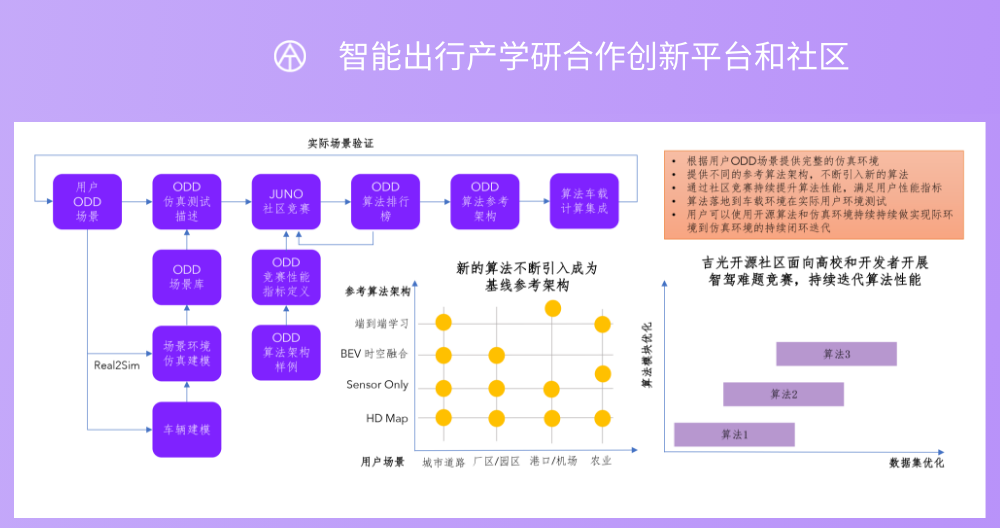 智能出行产学研合作创新平台和社区
实际场景验证
用户
ODD
场景
ODD
仿真测试
描述
JUNO
社区竞赛
ODD
算法排行
榜
ODD
算法参考
架构
算法车载
计算集成
ODD
场景库
ODD
竞赛性能
指标定义
场景环境
仿真建模
ODD
算法架构
样例
Real2Sim
车辆建模
• 根据用户ODD场景提供完整的仿真环境
• 提供不同的参考算法架构，不断引入新的算法
• 通过社区竞赛持续提升算法性能，满足用户性能指标
• 算法落地到车载环境在实际用户环境测试
• 用户可以使用开源算法和仿真环境持续持续做实现际环
境到仿真环境的持续闭环迭代
新的算法不断引入成为
基线参考架构
参考算法架构
端到端学习
BEV 时空融合
Sensor Only
HD Map
用户场景
城市道路
厂区/园区
港口/机场
农业
吉光开源社区面向高校和开发者开展
智驾难题竞赛，持续迭代算法性能
算法模块优化
算法3
算法2
算法1
数据集优化